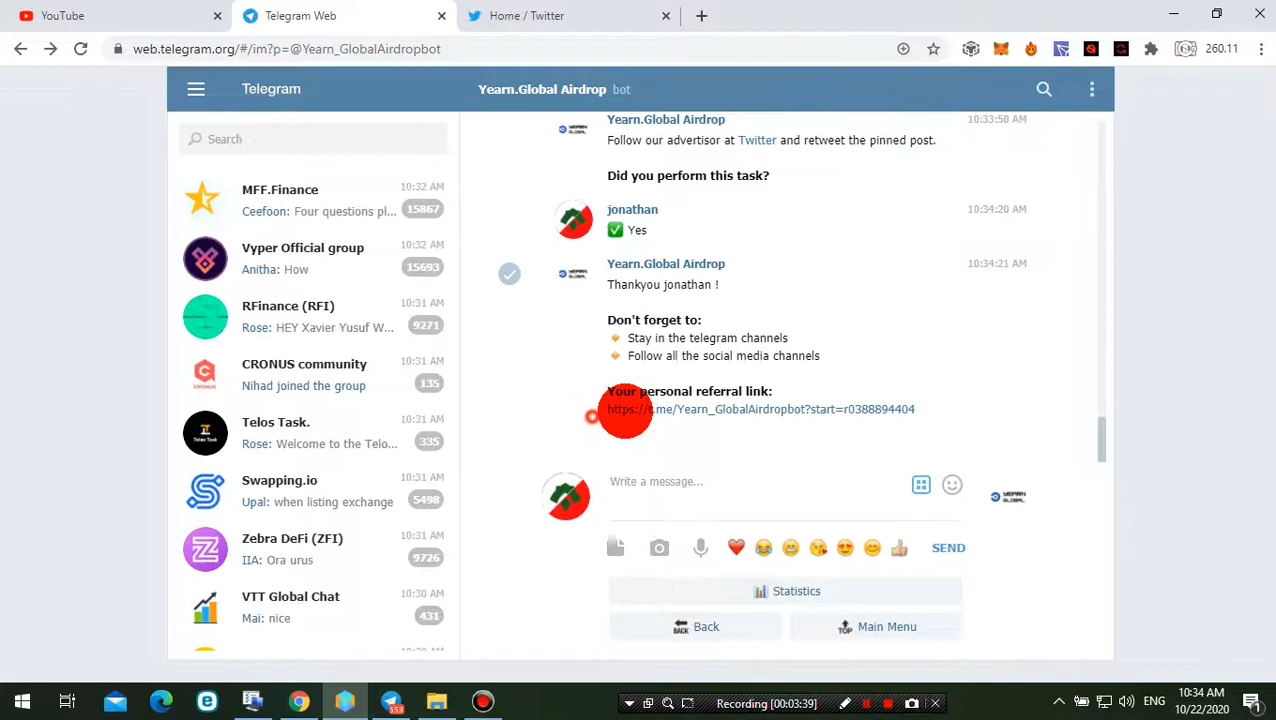 YouTube
Telegram Web
Home / Twitter
web.telegram.org/#/im?p=@Yearn_GlobalAirdropbot
260.11
Telegram
Yearn.Global Airdrop bot
Search
MFF.Finance 10:32 AM
Ceefoon: Four questions pl... 15867
Vyper Official group 10:32 AM
Anitha: How 15693
RFinance (RFI) 10:31 AM
Rose: HEY Xavier Yusuf W... 9271
CRONUS community 10:31 AM
Nihad joined the group 135
Telos Task. 10:31 AM
Rose: Welcome to the Telo... 335
Swapping.io 10:31 AM
Upal: when listing exchange 5498
Zebra DeFi (ZFI) 10:31 AM
IIA: Ora urus 9726
VTT Global Chat 10:30 AM
Mai: nice 431
Yearn.Global Airdrop 10:33:50 AM
Follow our advertisor at Twitter and retweet the pinned post.
Did you perform this task?
jonathan 10:34:20 AM
Yes
Yearn.Global Airdrop 10:34:21 AM
Thankyou jonathan !
Don't forget to:
Stay in the telegram channels
Follow all the social media channels
Your personal referral link:
https://t.me/Yearn_GlobalAirdropbot?start=r0388894404
Write a message...
YEARN
GLOBAL
SEND
Statistics
BACK Back
TOP Main Menu
553
Recording [00:03:39]
ENG
10:34 AM
10/22/2020
1